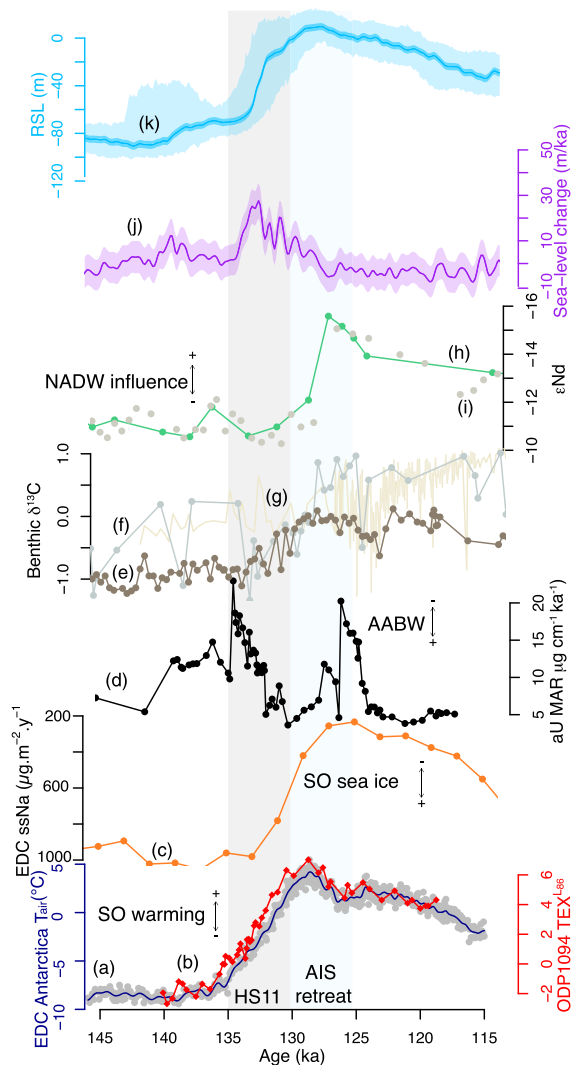 0
−40
−80
−120
RSL (m)
(k)
50
30
10
−10
Sea−level change (m/ka)
(j)
−16
−14
−12
−10
εNd
(h)
(i)
NADW influence
+
-
1.0
0.0
−1.0
Benthic δ¹³C
(g)
(f)
(e)
20
15
10
5
aU MAR μg cm⁻¹ ka⁻¹
AABW
-
+
(d)
200
600
1000
EDC ssNa (μg.m⁻².y⁻¹)
SO sea ice
-
+
(c)
5
0
−5
−10
EDC Antarctica Tair(°C)
SO warming
+
-
(a)
(b)
6
4
2
0
−2
ODP1094 TEX^L₈₆
HS11
AIS
retreat
145
140
135
130
125
120
115
Age (ka)